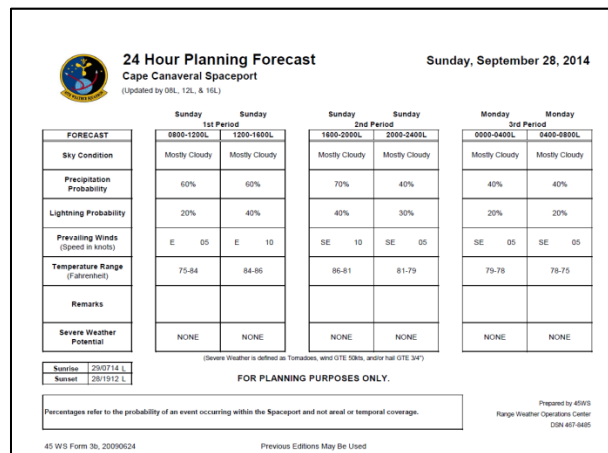 24 Hour Planning Forecast
Sunday, September 28, 2014
Cape Canaveral Spaceport
(Updated by 08L, 12L, & 16L)
Sunday Sunday Sunday Sunday Monday Monday
1st Period 2nd Period 3rd Period
FORECAST 0800-1200L 1200-1600L 1600-2000L 2000-2400L 0000-0400L 0400-0800L
Sky Condition Mostly Cloudy Mostly Cloudy Mostly Cloudy Mostly Cloudy Mostly Cloudy Mostly Cloudy
Precipitation
Probability 60% 60% 70% 40% 40% 40%
Lightning Probability 20% 40% 40% 30% 20% 20%
Prevailing Winds
(Speed in knots) E 05 E 10 SE 10 SE 05 SE 05 SE 05
Temperature Range
(Fahrenheit) 75-84 84-86 86-81 81-79 79-78 78-75
Remarks
Severe Weather
Potential NONE NONE NONE NONE NONE NONE
(Severe Weather is defined as Tornadoes, wind GTE 50kts, and/or hail GTE 3/4")
Sunrise 29/0714 L
Sunset 28/1912 L
FOR PLANNING PURPOSES ONLY.
Percentages refer to the probability of an event occurring within the Spaceport and not areal or temporal coverage.
Prepared by 45WS
Range Weather Operations Center
DSN 467-8485
45 WS Form 3b, 20090624 Previous Editions May Be Used